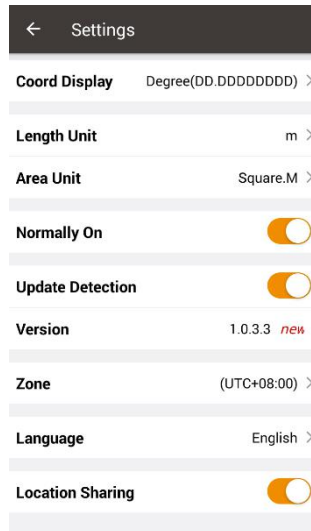 Settings
Coord Display Degree(DD.DDDDDDDD)
Length Unit m
Area Unit Square.M
Normally On
Update Detection
Version 1.0.3.3 new
Zone (UTC+08:00)
Language English
Location Sharing